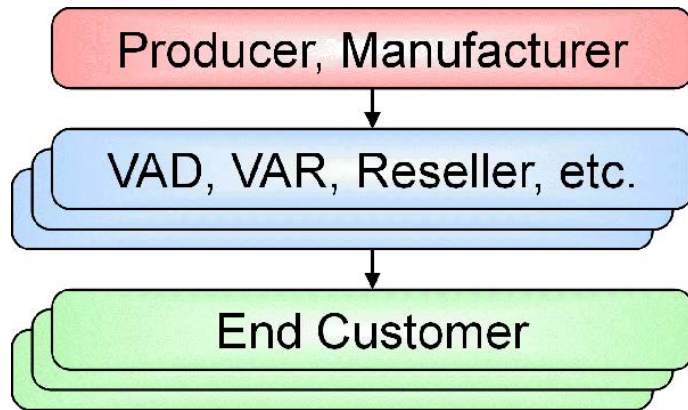 Producer, Manufacturer
VAD, VAR, Reseller, etc.
End Customer